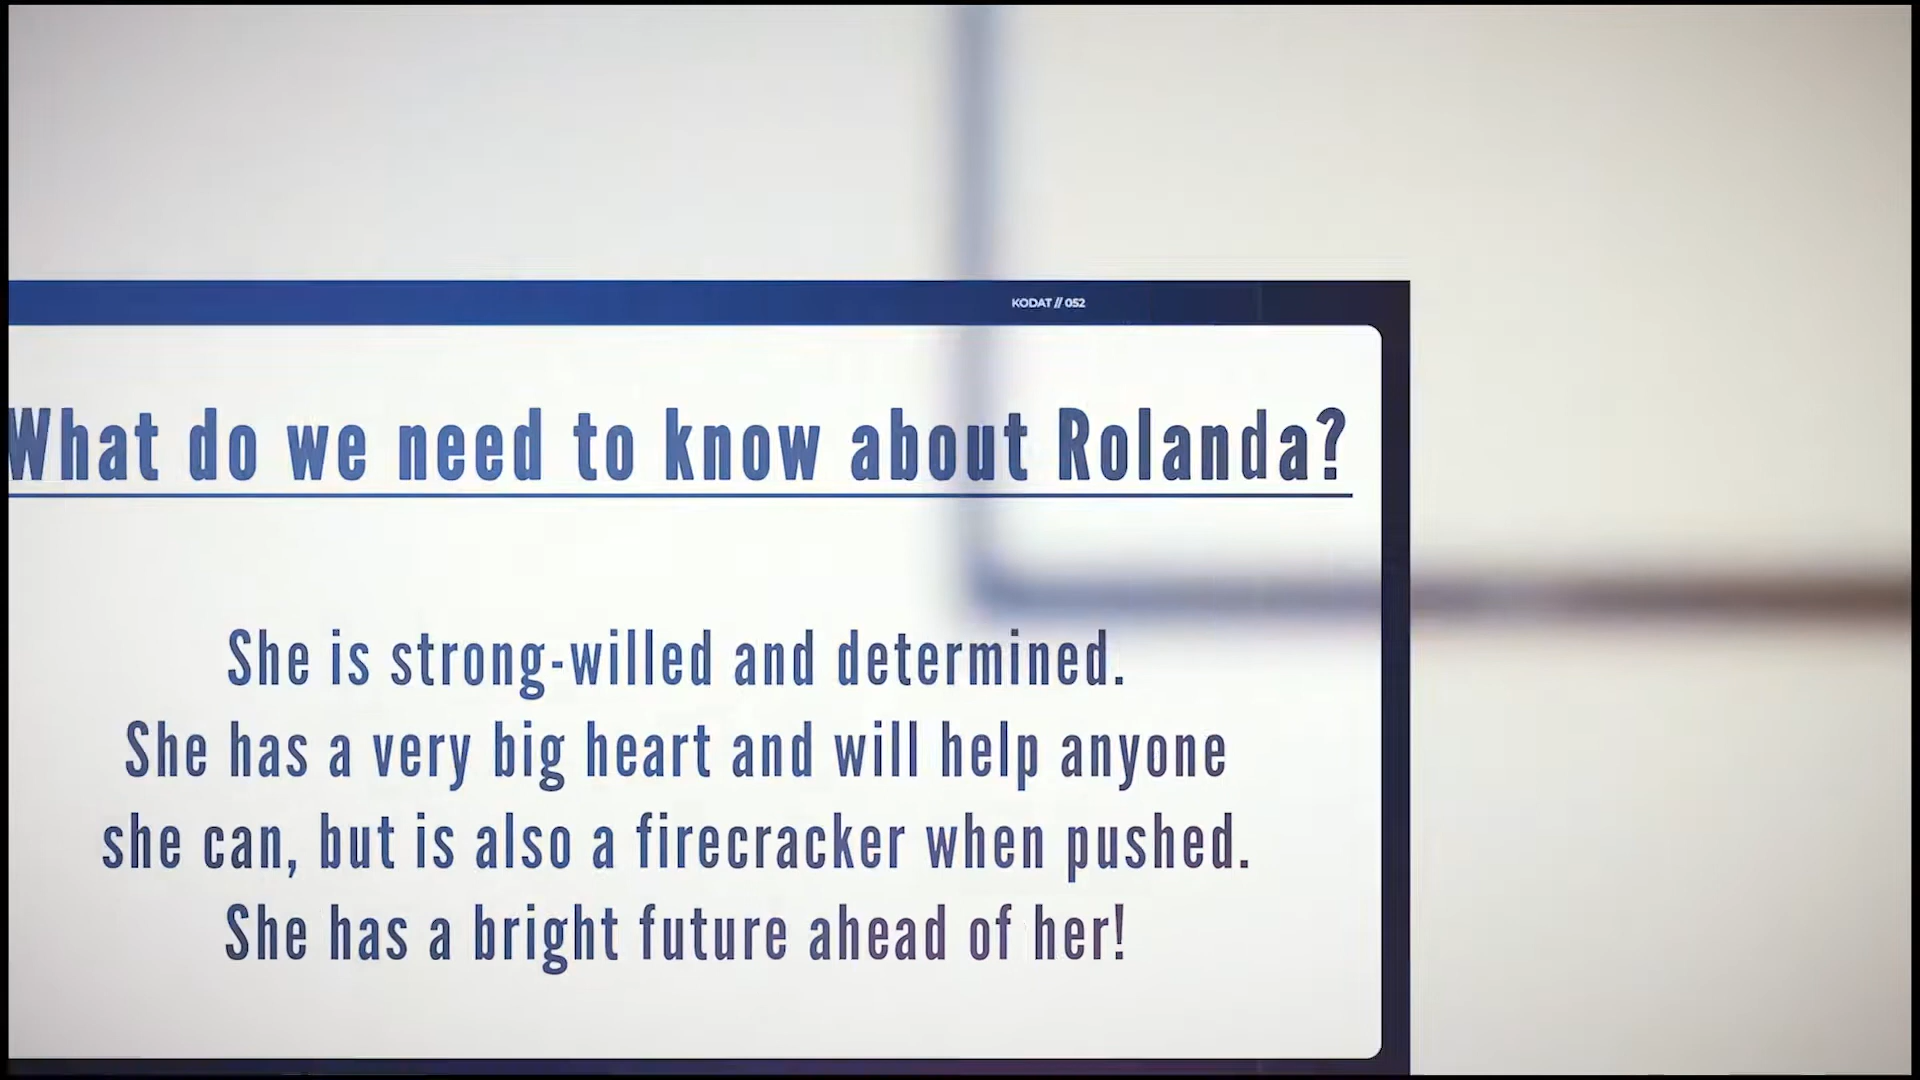 KODAT // 052
What do we need to know about Rolanda?
She is strong-willed and determined.
She has a very big heart and will help anyone
she can, but is also a firecracker when pushed.
She has a bright future ahead of her!